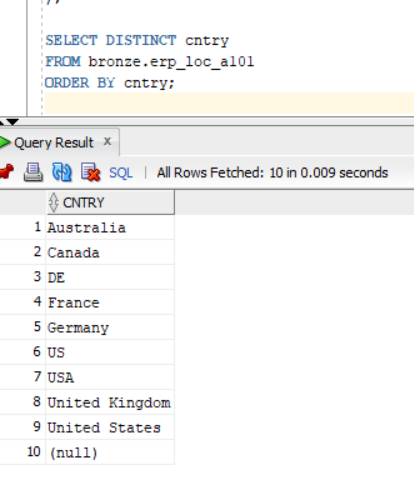 );
SELECT DISTINCT cntry
FROM bronze.erp_loc_a101
ORDER BY cntry;
Query Result x
SQL | All Rows Fetched: 10 in 0.009 seconds
CNTRY
1 Australia
2 Canada
3 DE
4 France
5 Germany
6 US
7 USA
8 United Kingdom
9 United States
10 (null)